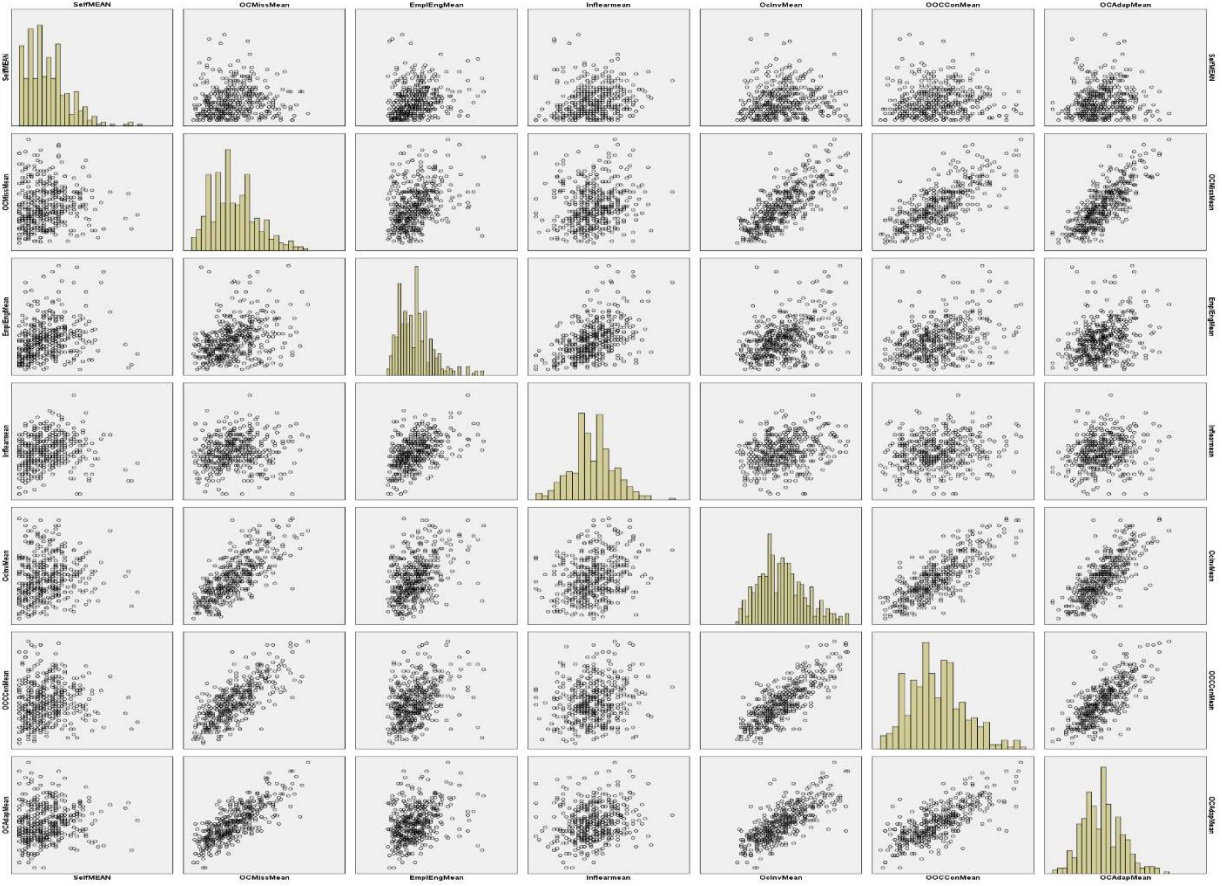 SelfMEAN OCMissMean EmplEngMean Inflearmean OcInvMean OOCConMean OCAdapMean
SelfMEAN SelfMEAN
OCMissMean OCMissMean
EmplEngMean EmplEngMean
Inflearmean Inflearmean
OcInvMean OcInvMean
OOCConMean OOCConMean
OCAdapMean OCAdapMean
SelfMEAN OCMissMean EmplEngMean Inflearmean OcInvMean OOCConMean OCAdapMean